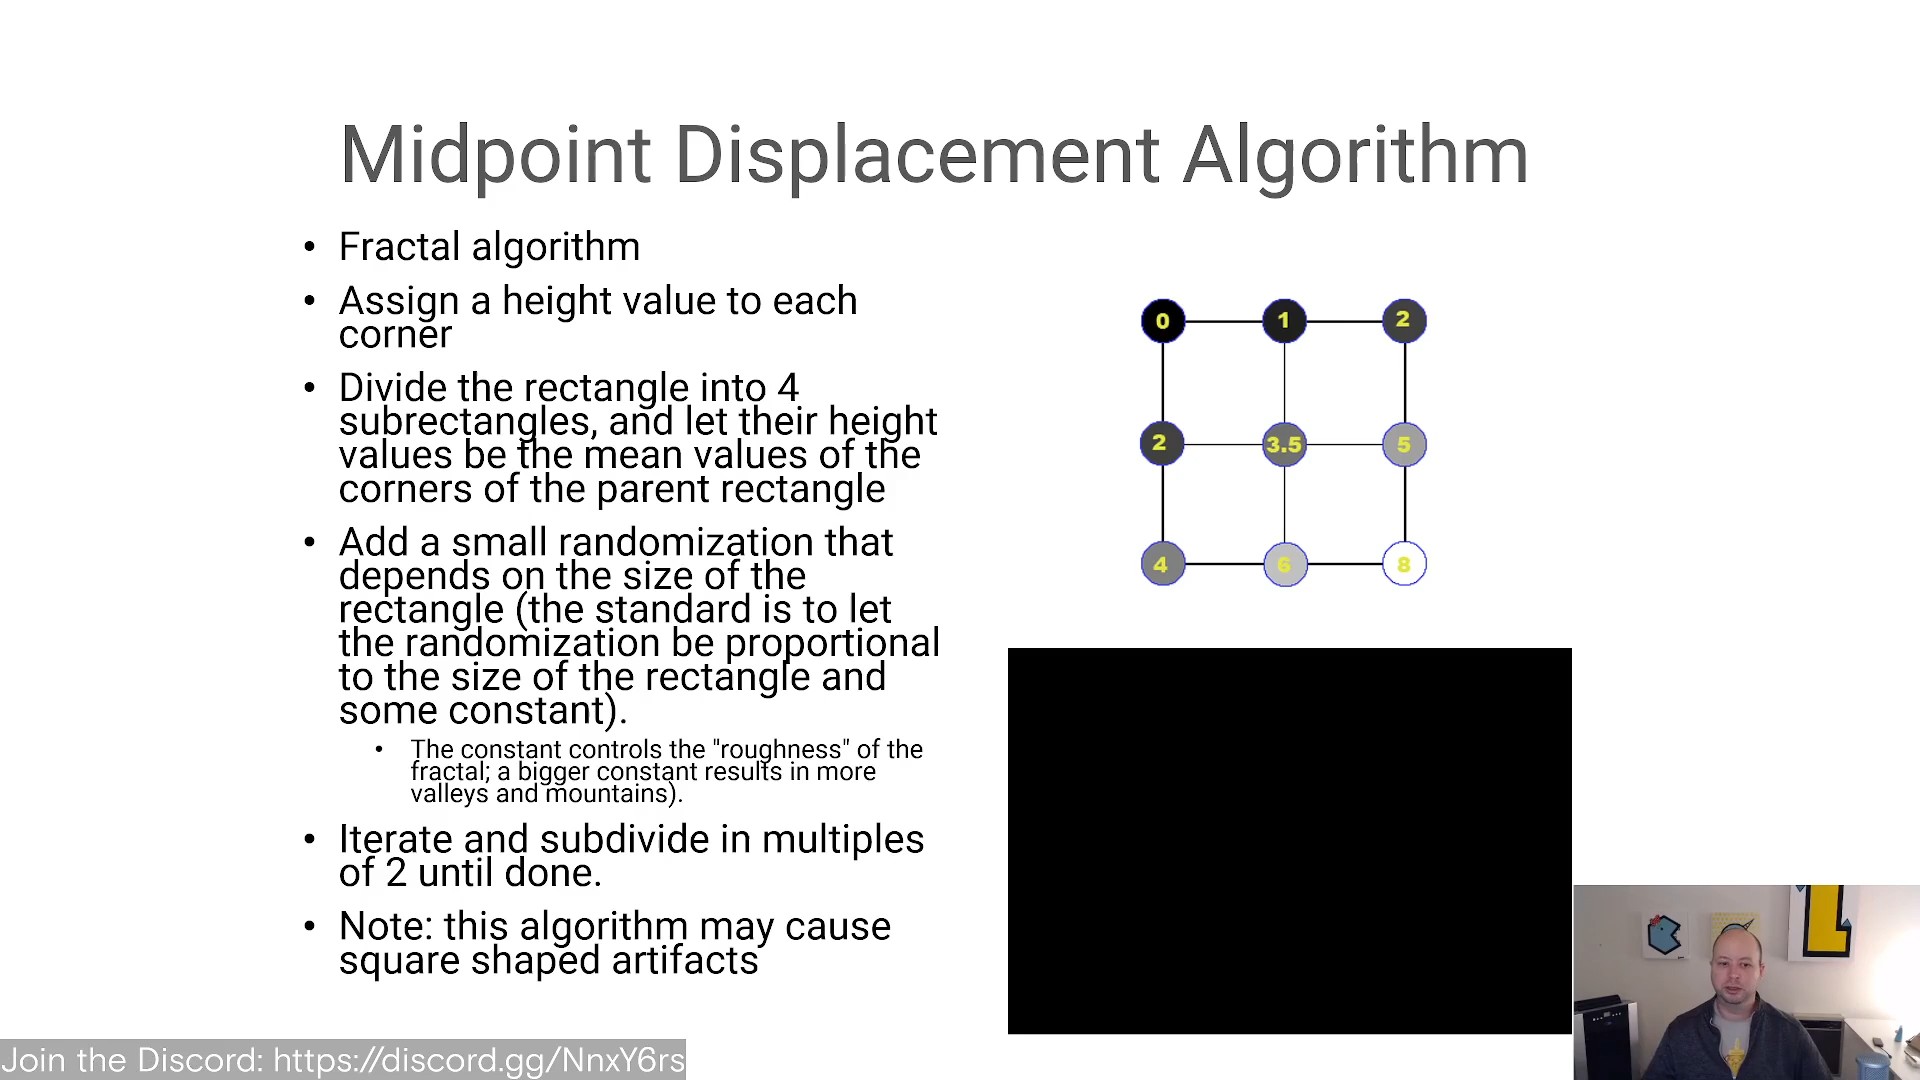 Midpoint Displacement Algorithm
• Fractal algorithm
• Assign a height value to each
corner
• Divide the rectangle into 4
subrectangles, and let their height
values be the mean values of the
corners of the parent rectangle
• Add a small randomization that
depends on the size of the
rectangle (the standard is to let
the randomization be proportional
to the size of the rectangle and
some constant).
• The constant controls the "roughness" of the
fractal; a bigger constant results in more
valleys and mountains).
• Iterate and subdivide in multiples
of 2 until done.
• Note: this algorithm may cause
square shaped artifacts
0 1 2
2 3.5 5
4 6 8
Join the Discord: https://discord.gg/NnxY6rs